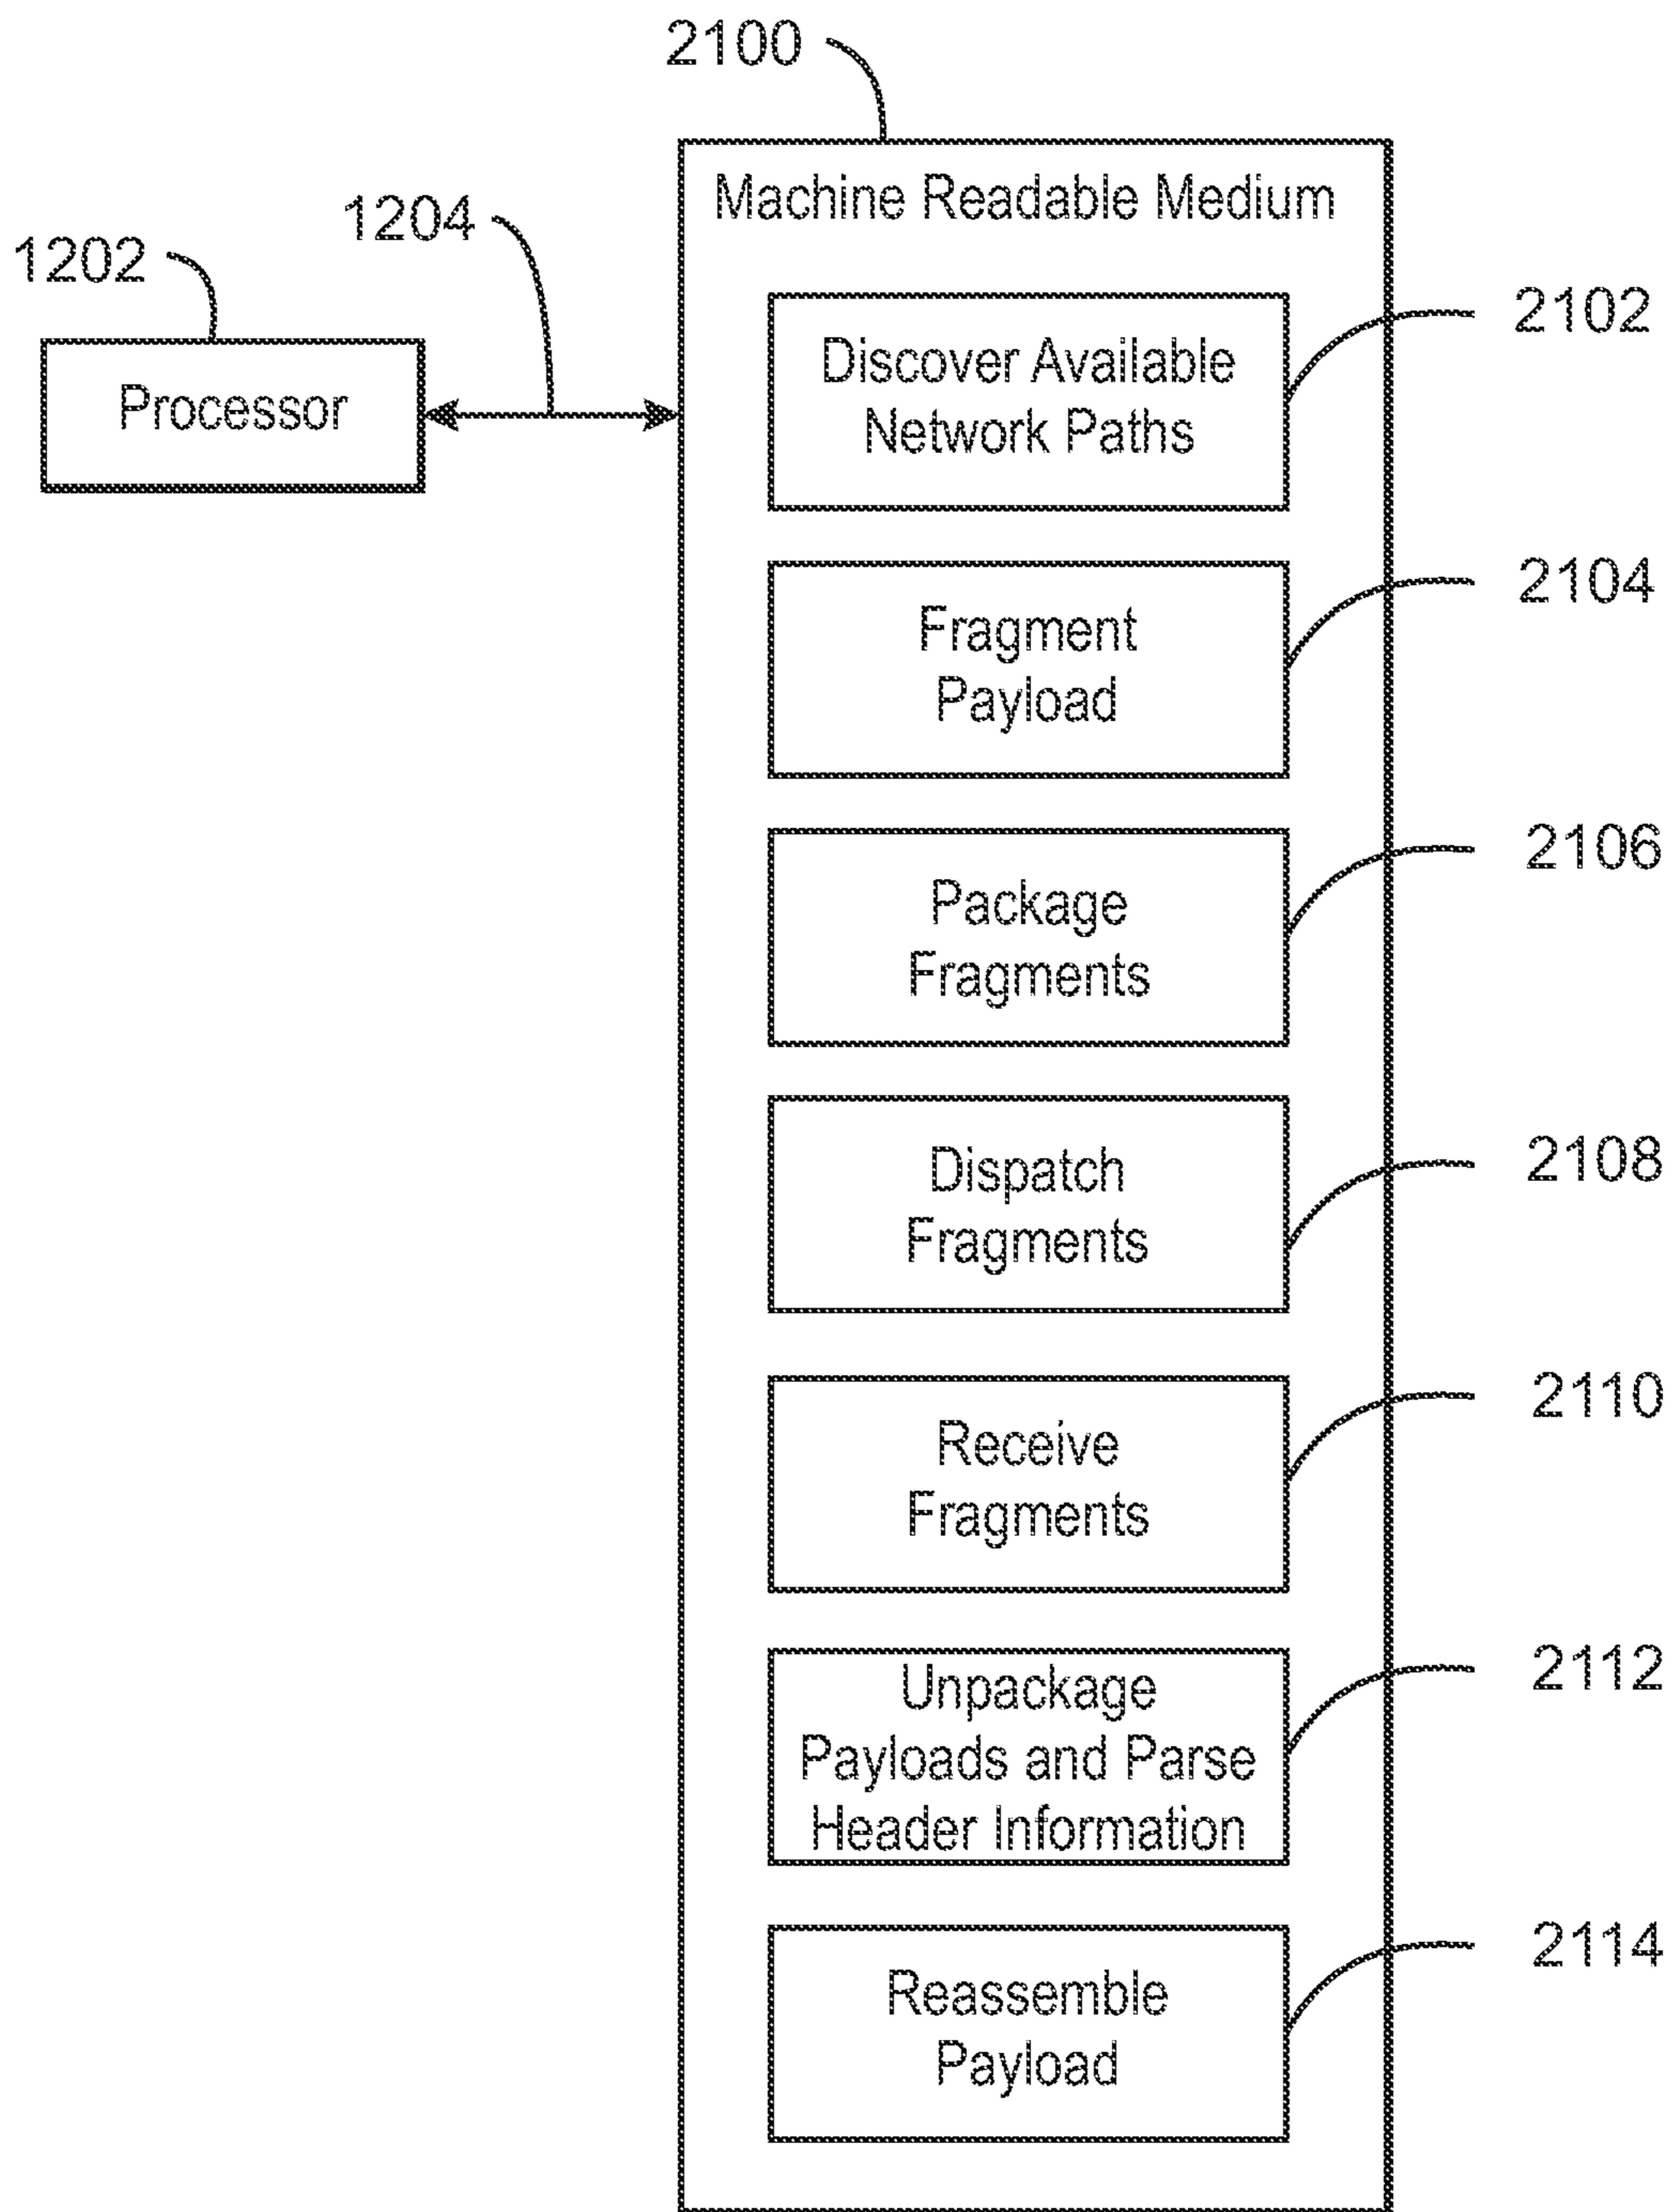 2100
Machine Readable Medium
1204
1202
Processor
Discover Available
Network Paths
2102
Fragment
Payload
2104
Package
Fragments
2106
Dispatch
Fragments
2108
Receive
Fragments
2110
Unpackage
Payloads and Parse
Header Information
2112
Reassemble
Payload
2114